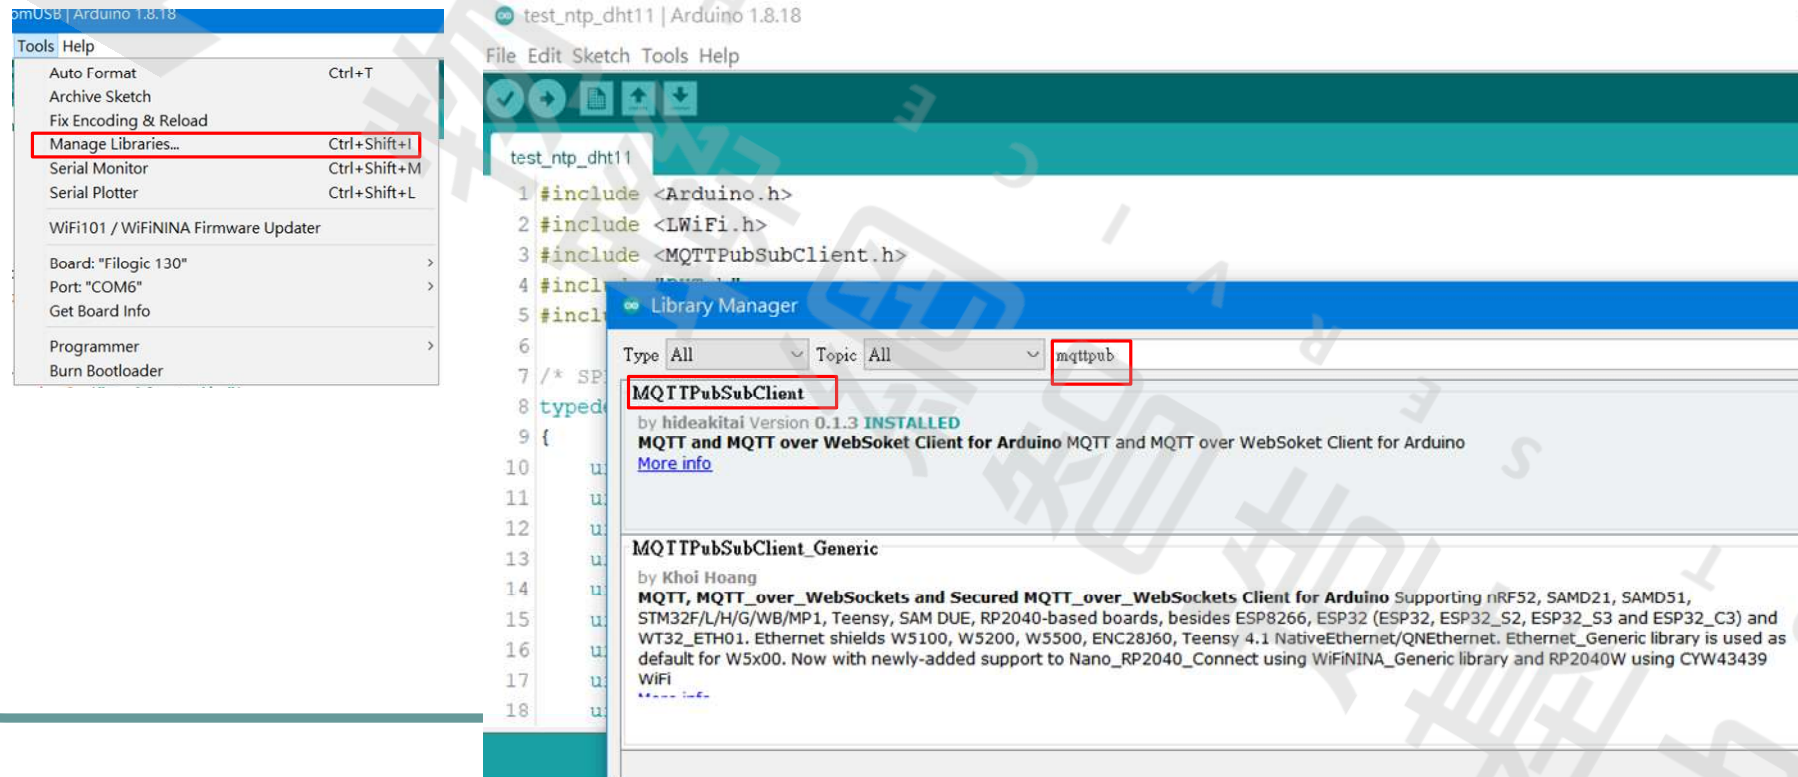 omUSB | Arduino 1.8.18
Tools Help
Auto Format Ctrl+T
Archive Sketch
Fix Encoding & Reload
Manage Libraries... Ctrl+Shift+I
Serial Monitor Ctrl+Shift+M
Serial Plotter Ctrl+Shift+L
WiFi101 / WiFiNINA Firmware Updater
Board: "Filogic 130"
Port: "COM6"
Get Board Info
Programmer
Burn Bootloader
test_ntp_dht11 | Arduino 1.8.18
File Edit Sketch Tools Help
test_ntp_dht11
1 #include <Arduino.h>
2 #include <LWiFi.h>
3 #include <MQTTPubSubClient.h>
4 #incl
5 #incl
6
7 /* SP
8 typede
9 {
10 u
11 u
12 u
13 u
14 u
15 u
16 u
17 u
18 u
Library Manager
Type All Topic All mqttpub
MQTTPubSubClient
by hideakitai Version 0.1.3 INSTALLED
MQTT and MQTT over WebSoket Client for Arduino MQTT and MQTT over WebSoket Client for Arduino
More info
MQTTPubSubClient_Generic
by Khoi Hoang
MQTT, MQTT_over_WebSockets and Secured MQTT_over_WebSockets Client for Arduino Supporting nRF52, SAMD21, SAMD51,
STM32F/L/H/G/WB/MP1, Teensy, SAM DUE, RP2040-based boards, besides ESP8266, ESP32 (ESP32, ESP32_S2, ESP32_S3 and ESP32_C3) and
WT32_ETH01. Ethernet shields W5100, W5200, W5500, ENC28J60, Teensy 4.1 NativeEthernet/QNEthernet. Ethernet_Generic library is used as
default for W5x00. Now with newly-added support to Nano_RP2040_Connect using WiFiNINA_Generic library and RP2040W using CYW43439
WiFi
More info